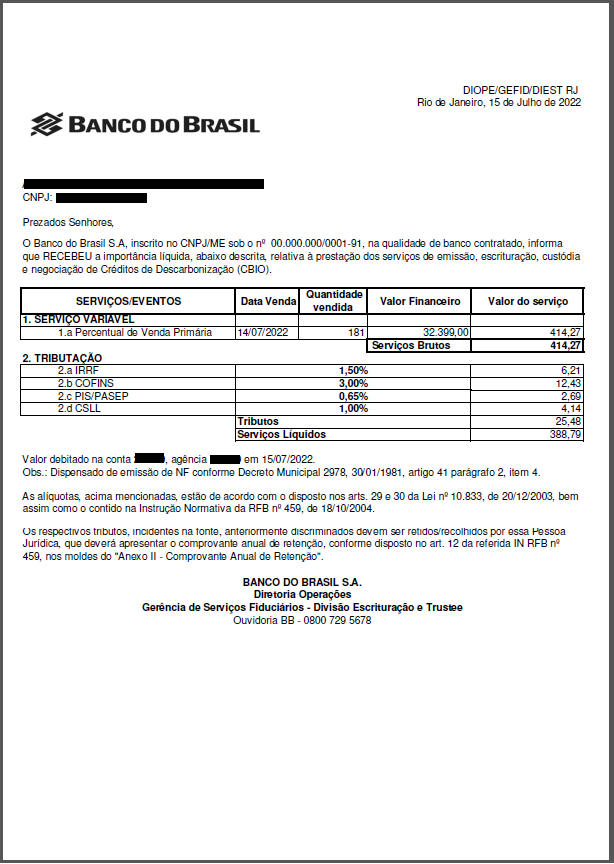 DIOPE/GEFID/DIEST RJ
Rio de Janeiro, 15 de Julho de 2022
BANCO DO BRASIL
CNPJ:
Prezados Senhores,
O Banco do Brasil S.A, inscrito no CNPJ/ME sob o nº 00.000.000/0001-91, na qualidade de banco contratado, informa
que RECEBEU a importância líquida, abaixo descrita, relativa à prestação dos serviços de emissão, escrituração, custódia
e negociação de Créditos de Descarbonização (CBIO).
SERVIÇOS/EVENTOS Data Venda Quantidade vendida Valor Financeiro Valor do serviço
1. SERVIÇO VARIÁVEL
1.a Percentual de Venda Primária 14/07/2022 181 32.399,00 414,27
Serviços Brutos 414,27
2. TRIBUTAÇÃO
2.a IRRF 1,50% 6,21
2.b COFINS 3,00% 12,43
2.c PIS/PASEP 0,65% 2,69
2.d CSLL 1,00% 4,14
Tributos 25,48
Serviços Líquidos 388,79
Valor debitado na conta , agência em 15/07/2022.
Obs.: Dispensado de emissão de NF conforme Decreto Municipal 2978, 30/01/1981, artigo 41 parágrafo 2, item 4.
As alíquotas, acima mencionadas, estão de acordo com o disposto nos arts. 29 e 30 da Lei nº 10.833, de 20/12/2003, bem
assim como o contido na Instrução Normativa da RFB nº 459, de 18/10/2004.
Os respectivos tributos, incidentes na fonte, anteriormente discriminados devem ser retidos/recolhidos por essa Pessoa
Jurídica, que deverá apresentar o comprovante anual de retenção, conforme disposto no art. 12 da referida IN RFB nº
459, nos moldes do "Anexo II - Comprovante Anual de Retenção".
BANCO DO BRASIL S.A.
Diretoria Operações
Gerência de Serviços Fiduciários - Divisão Escrituração e Trustee
Ouvidoria BB - 0800 729 5678